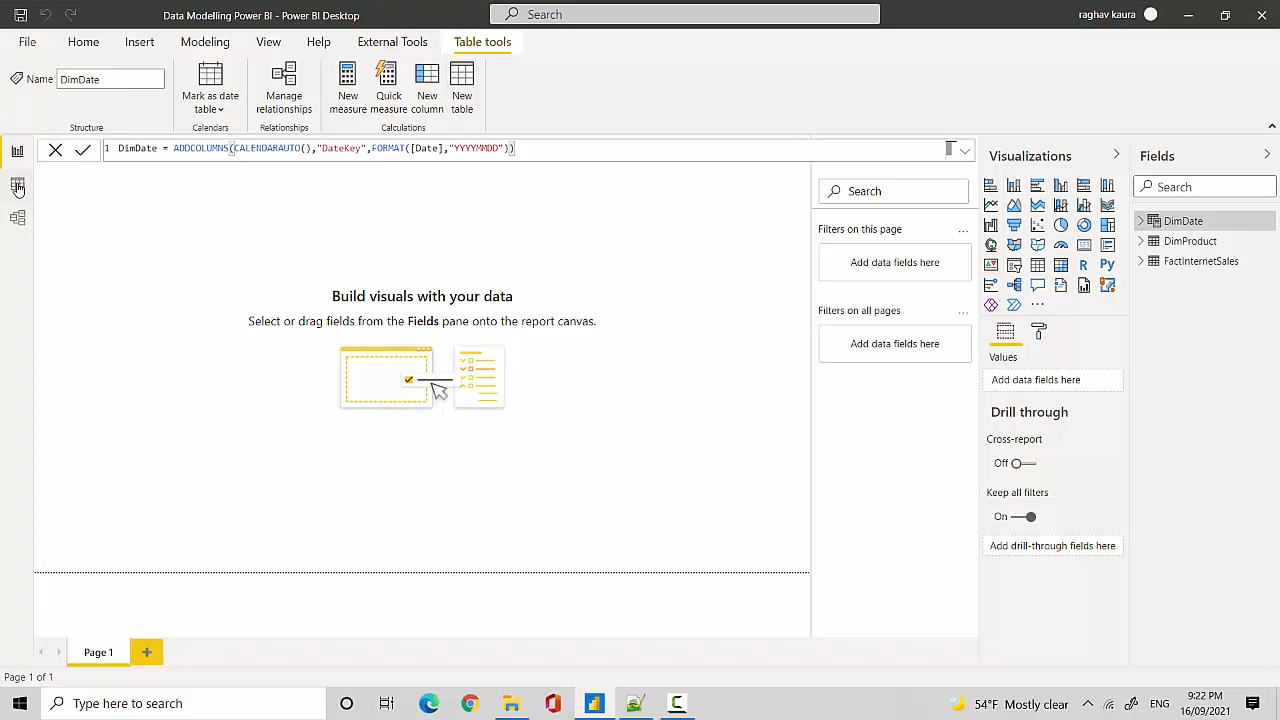 Data Modelling Power BI - Power BI Desktop
Search
raghav kaura
File
Home
Insert
Modeling
View
Help
External Tools
Table tools
Name
DimDate
Mark as date
table
Manage
relationships
New
measure
Quick
measure
New
column
New
table
Structure
Calendars
Relationships
Calculations
1 DimDate = ADDCOLUMNS(CALENDARAUTO(),"DateKey",FORMAT([Date],"YYYYMMDD"))
Build visuals with your data
Select or drag fields from the Fields pane onto the report canvas.
Search
Filters on this page
...
Add data fields here
Filters on all pages
...
Add data fields here
Visualizations
R
Py
123
...
Values
Add data fields here
Drill through
Cross-report
Off
Keep all filters
On
Add drill-through fields here
Fields
Search
DimDate
DimProduct
FactInternetSales
Page 1
+
Page 1 of 1
Type here to search
54°F Mostly clear
ENG
9:22 PM
16/09/2021